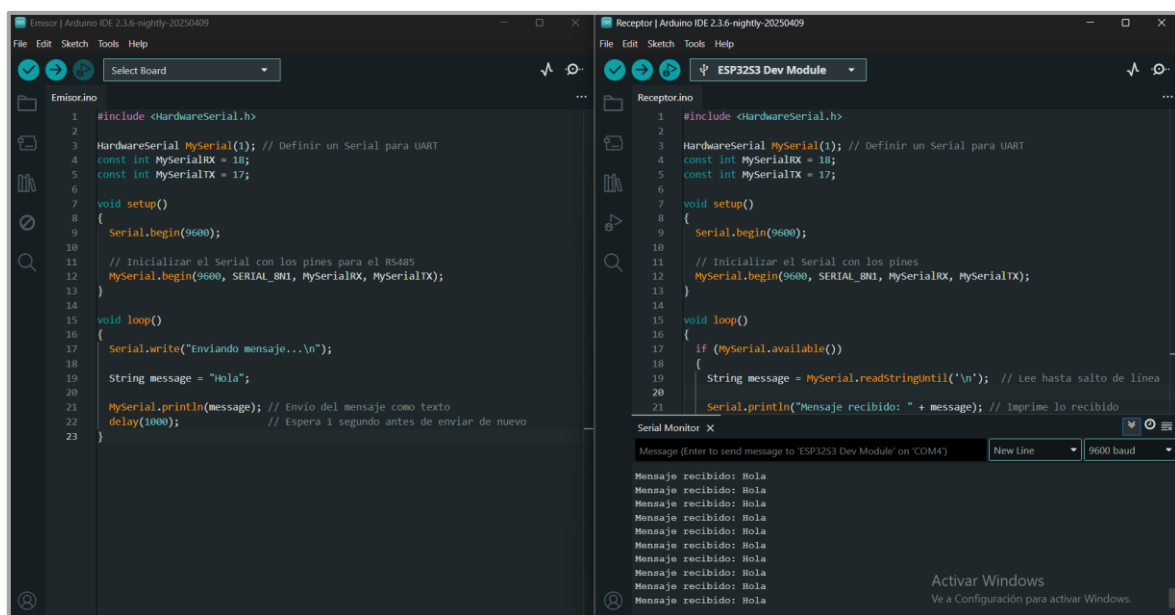 Emisor | Arduino IDE 2.3.6-nightly-20250409
File Edit Sketch Tools Help
Select Board
Emisor.ino
1 #include <HardwareSerial.h>
2
3 HardwareSerial MySerial(1); // Definir un Serial para UART
4 const int MySerialRX = 18;
5 const int MySerialTX = 17;
6
7 void setup()
8 {
9 Serial.begin(9600);
10
11 // Inicializar el Serial con los pines para el RS485
12 MySerial.begin(9600, SERIAL_8N1, MySerialRX, MySerialTX);
13 }
14
15 void loop()
16 {
17 Serial.write("Enviando mensaje...\n");
18
19 String message = "Hola";
20
21 MySerial.println(message); // Envío del mensaje como texto
22 delay(1000); // Espera 1 segundo antes de enviar de nuevo
23 }
Receptor | Arduino IDE 2.3.6-nightly-20250409
File Edit Sketch Tools Help
ESP32S3 Dev Module
Receptor.ino
1 #include <HardwareSerial.h>
2
3 HardwareSerial MySerial(1); // Definir un Serial para UART
4 const int MySerialRX = 18;
5 const int MySerialTX = 17;
6
7 void setup()
8 {
9 Serial.begin(9600);
10
11 // Inicializar el Serial con los pines
12 MySerial.begin(9600, SERIAL_8N1, MySerialRX, MySerialTX);
13 }
14
15 void loop()
16 {
17 if (MySerial.available())
18 {
19 String message = MySerial.readStringUntil('\n'); // Lee hasta salto de línea
20
21 Serial.println("Mensaje recibido: " + message); // Imprime lo recibido
Serial Monitor
Message (Enter to send message to 'ESP32S3 Dev Module' on 'COM4')
New Line
9600 baud
Mensaje recibido: Hola
Mensaje recibido: Hola
Mensaje recibido: Hola
Mensaje recibido: Hola
Mensaje recibido: Hola
Mensaje recibido: Hola
Mensaje recibido: Hola
Mensaje recibido: Hola
Mensaje recibido: Hola
Mensaje recibido: Hola
Activar Windows
Ve a Configuración para activar Windows.